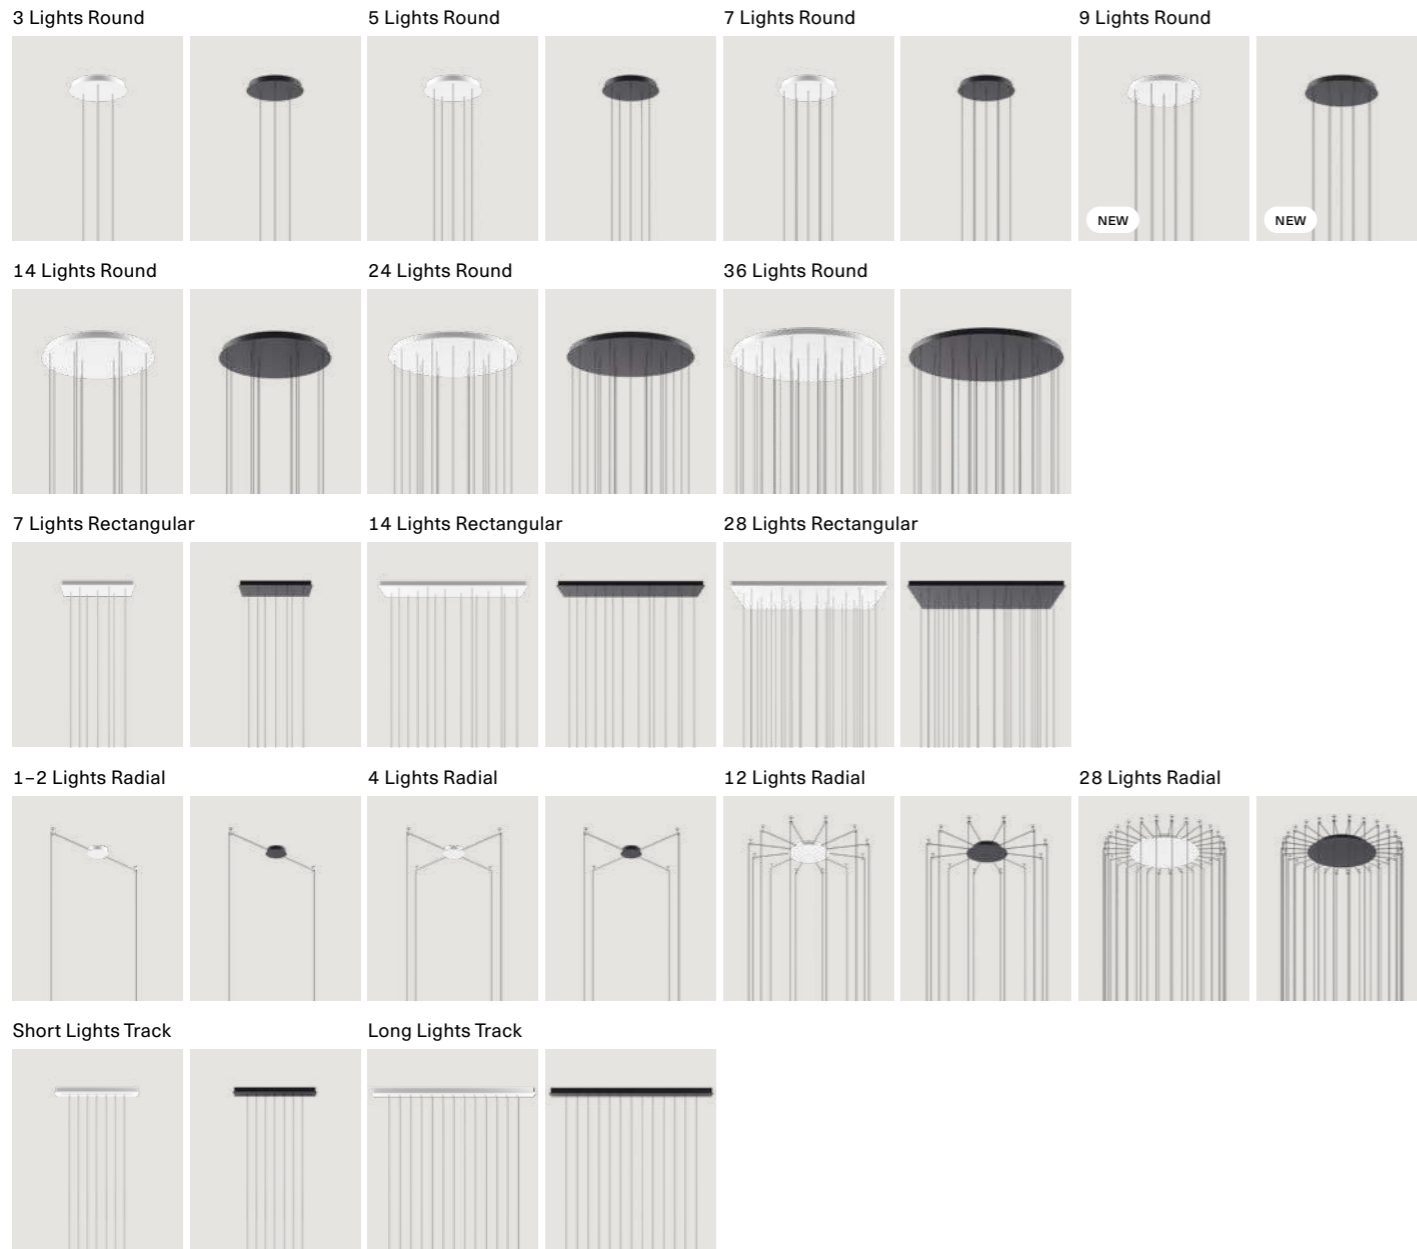 3 Lights Round
5 Lights Round
7 Lights Round
9 Lights Round
NEW
NEW
14 Lights Round
24 Lights Round
36 Lights Round
7 Lights Rectangular
14 Lights Rectangular
28 Lights Rectangular
1–2 Lights Radial
4 Lights Radial
12 Lights Radial
28 Lights Radial
Short Lights Track
Long Lights Track